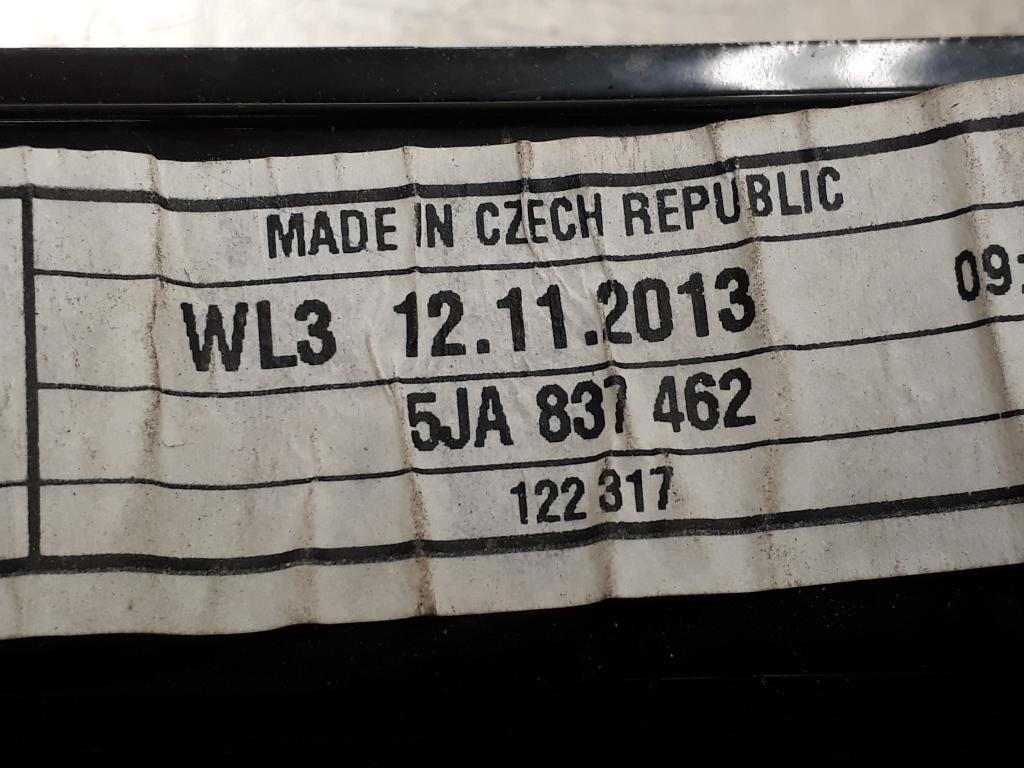 MADE IN CZECH REPUBLIC
WL3 12.11.2013 09:
5JA 837 462
122 317